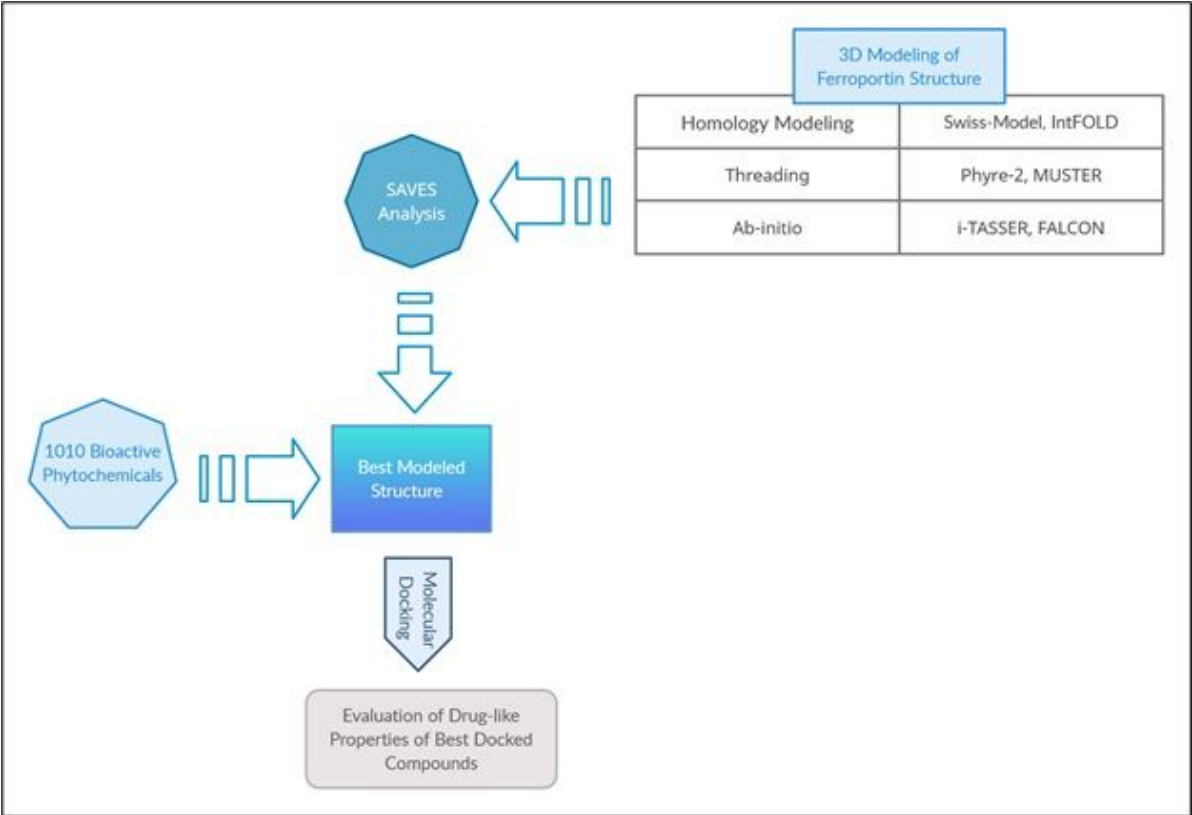 3D Modeling of
Ferroportin Structure
Homology Modeling
Swiss-Model, IntFOLD
Threading
Phyre-2, MUSTER
Ab-initio
i-TASSER, FALCON
SAVES
Analysis
1010 Bioactive
Phytochemicals
Best Modeled
Structure
Molecular
Docking
Evaluation of Drug-like
Properties of Best Docked
Compounds